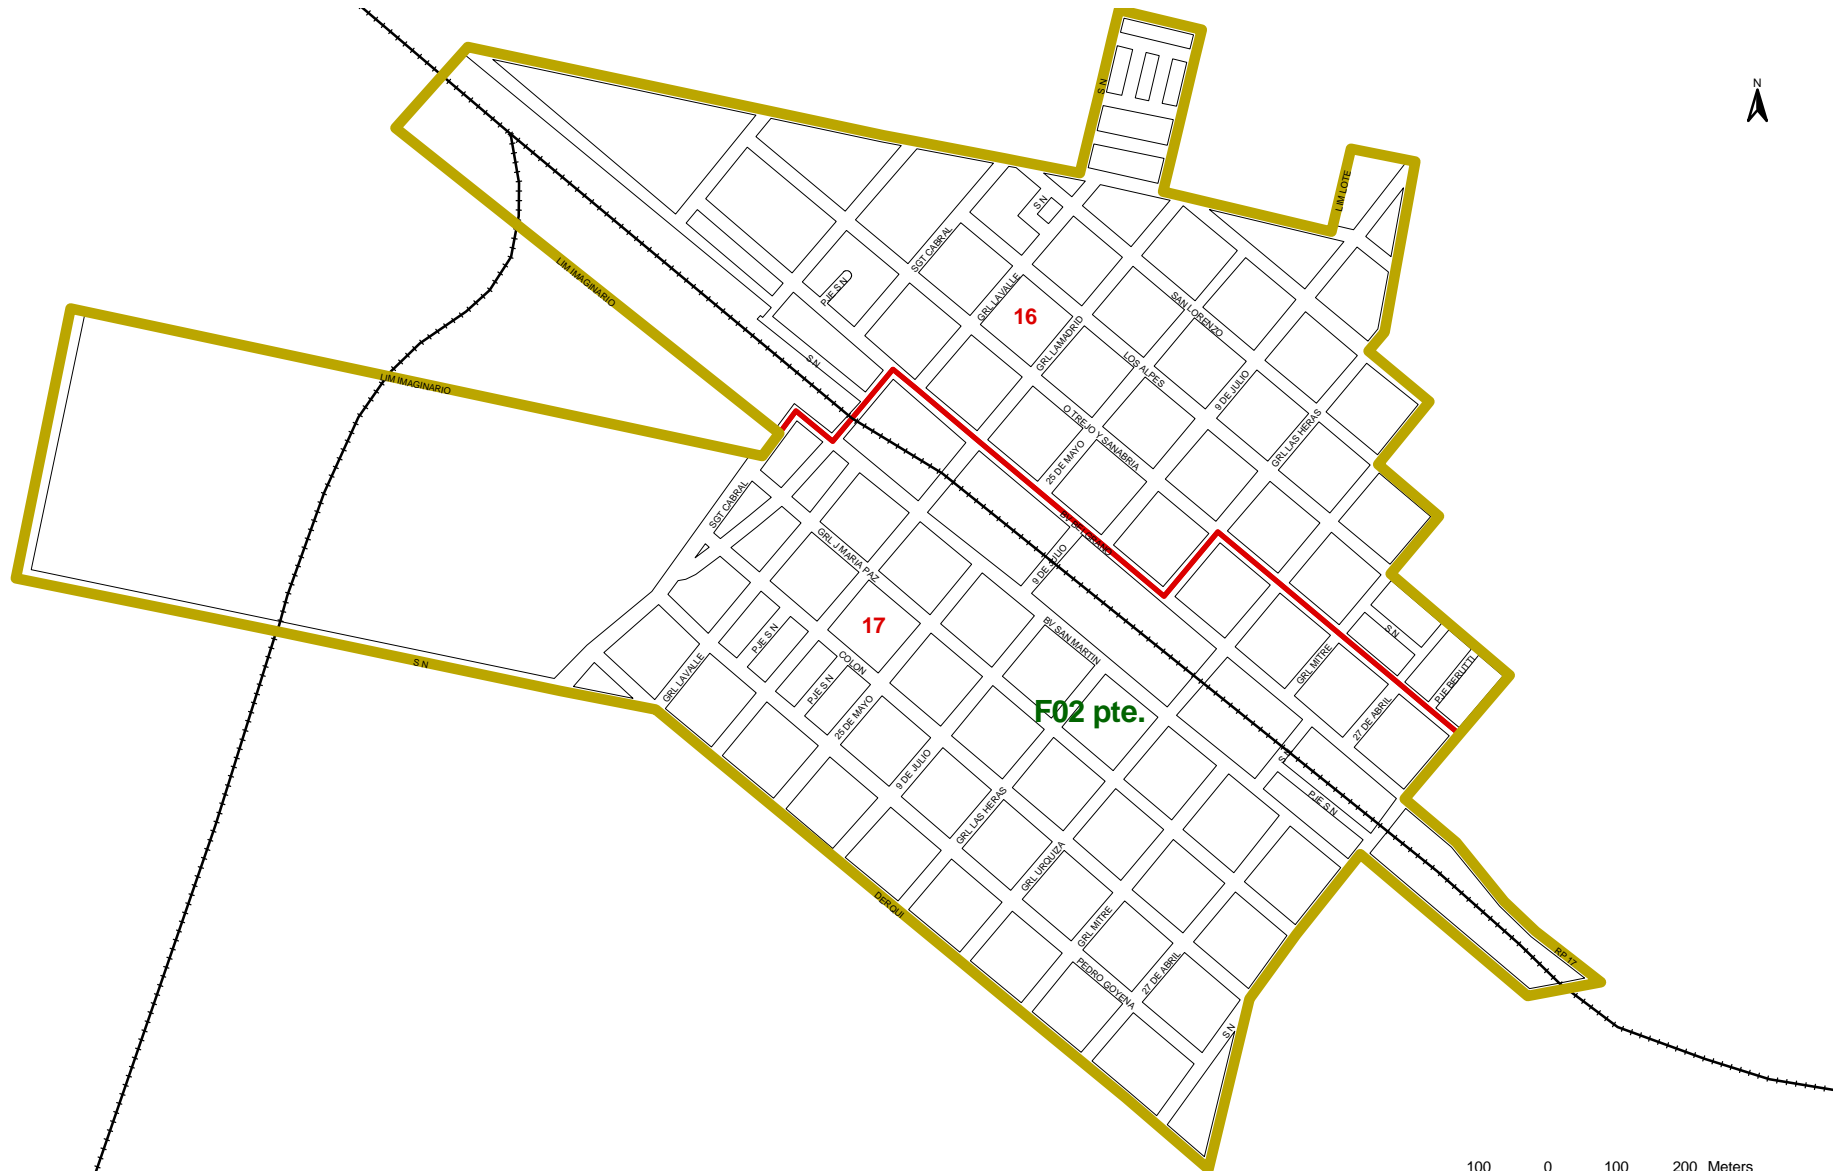 N
S N
LIM LOTE
S N
SGT CABRAL
LIM IMAGINARIO
PJE S N
GRL LAVALLE
16
SAN LORENZO
GRL LAMADRID
S N
LOS ALPES
LIM IMAGINARIO
9 DE JULIO
O TREJO Y SANABRIA
GRL LAS HERAS
25 DE MAYO
SGT CABRAL
BV BELGRANO
GRL J MARIA PAZ
9 DE JULIO
17
BV SAN MARTIN
S N
PJE S N
COLON
S N
GRL LAVALLE
GRL MITRE
PJE BERUTTI
PJE S N
F02 pte.
25 DE MAYO
27 DE ABRIL
S N
9 DE JULIO
PJE S N
GRL LAS HERAS
GRL URQUIZA
DERQUI
GRL MITRE
RP 17
27 DE ABRIL
PEDRO GOYENA
S N
100 0 100 200 Meters